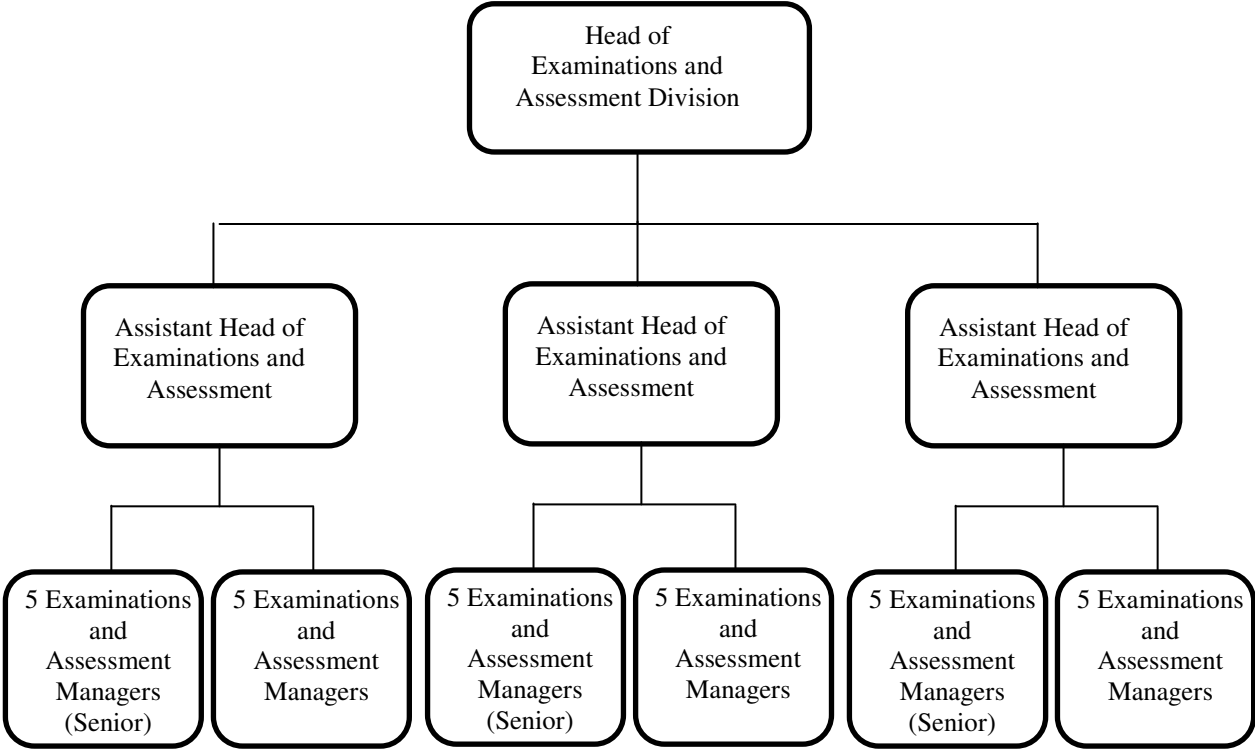 Head of
Examinations and
Assessment Division
Assistant Head of
Examinations and
Assessment
Assistant Head of
Examinations and
Assessment
Assistant Head of
Examinations and
Assessment
5 Examinations
and
Assessment
Managers
(Senior)
5 Examinations
and
Assessment
Managers
5 Examinations
and
Assessment
Managers
(Senior)
5 Examinations
and
Assessment
Managers
5 Examinations
and
Assessment
Managers
(Senior)
5 Examinations
and
Assessment
Managers